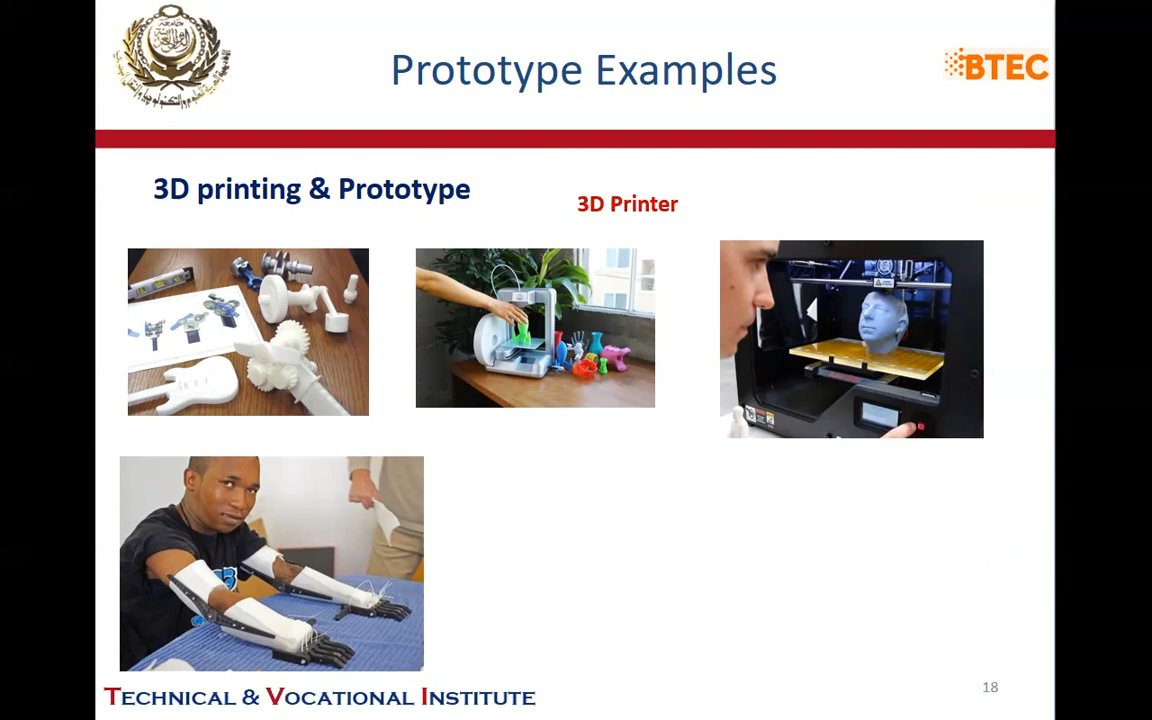 Prototype Examples
BTEC
3D printing & Prototype
3D Printer
TECHNICAL & VOCATIONAL INSTITUTE
18